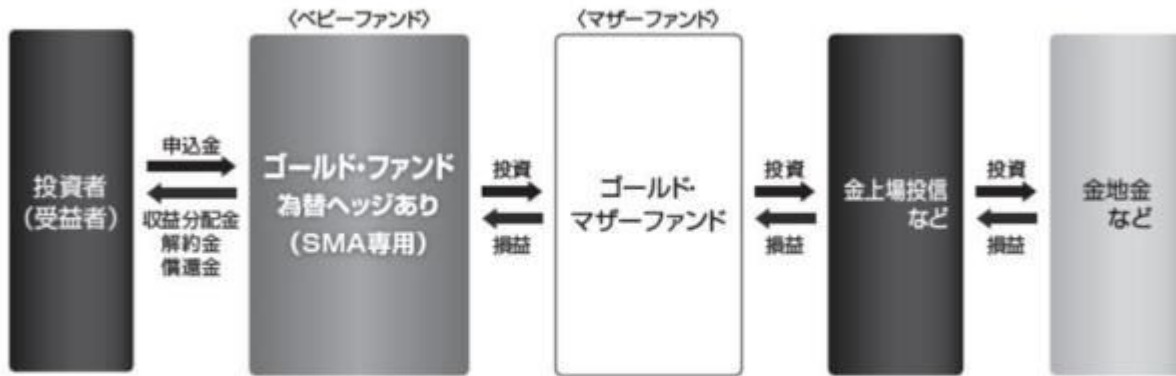 〈ベビーファンド〉
〈マザーファンド〉
投資者
(受益者)
申込金
収益分配金
解約金
償還金
ゴールド・ファンド
為替ヘッジあり
(SMA専用)
投資
損益
ゴールド・
マザーファンド
投資
損益
金上場投信
など
投資
損益
金地金
など